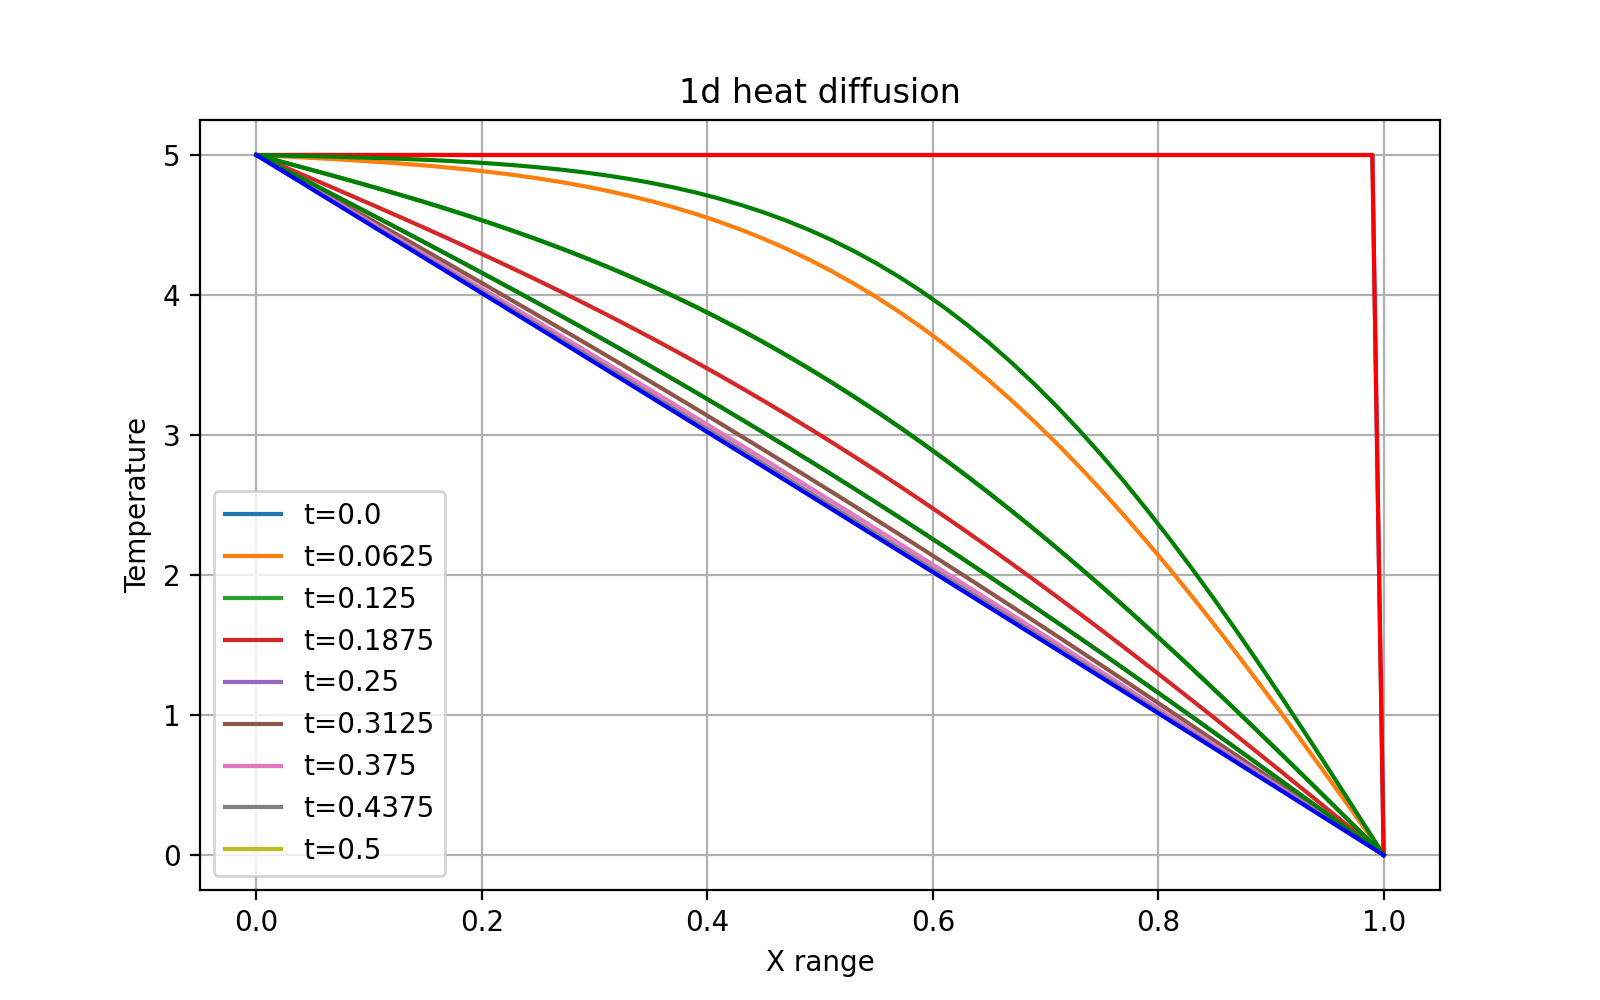 1d heat diffusion
5
4
3
2
1
0
Temperature
t=0.0
t=0.0625
t=0.125
t=0.1875
t=0.25
t=0.3125
t=0.375
t=0.4375
t=0.5
0.0 0.2 0.4 0.6 0.8 1.0
X range